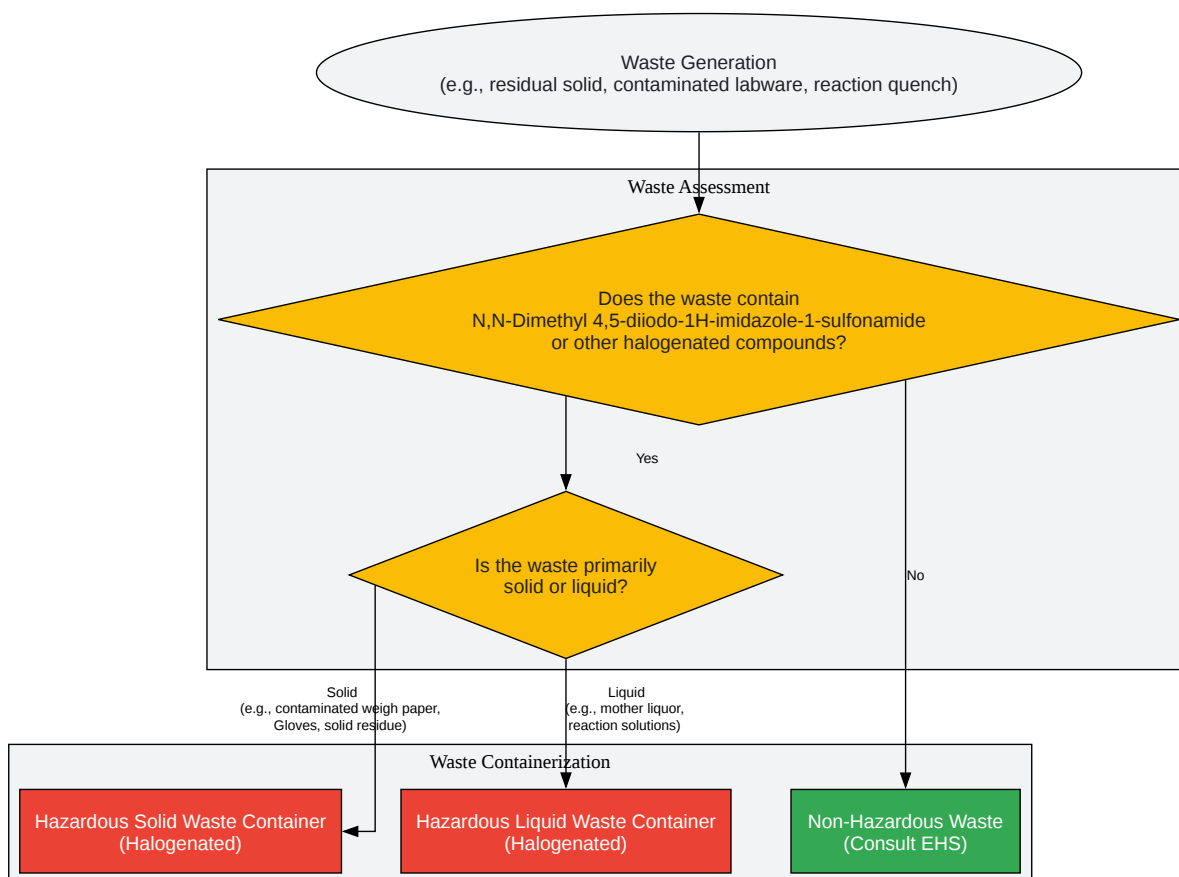 Waste Generation
(e.g., residual solid, contaminated labware, reaction quench)
Waste Assessment
Does the waste contain
N,N-Dimethyl 4,5-diiodo-1H-imidazole-1-sulfonamide
or other halogenated compounds?
Yes
Is the waste primarily
solid or liquid?
No
Solid
(e.g., contaminated weigh paper,
Gloves, solid residue)
Liquid
(e.g., mother liquor,
reaction solutions)
Waste Containerization
Hazardous Solid Waste Container
(Halogenated)
Hazardous Liquid Waste Container
(Halogenated)
Non-Hazardous Waste
(Consult EHS)